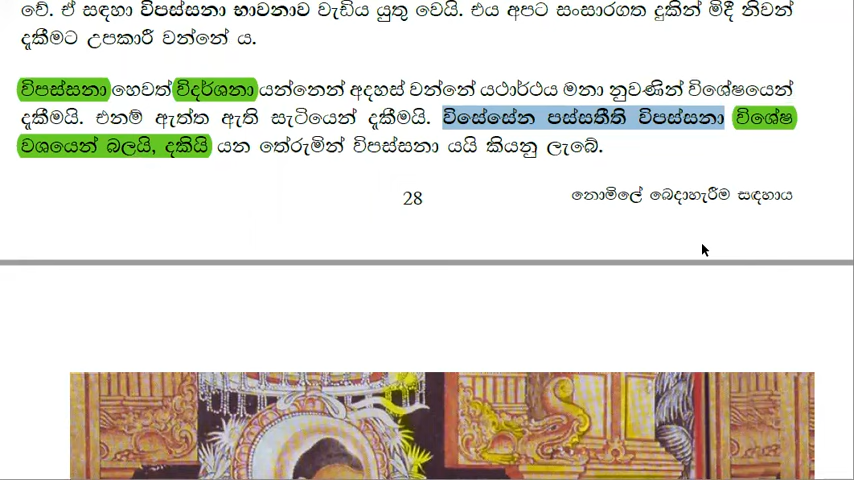 වේ. ඒ සඳහා විපස්සනා භාවනාව වැඩිය යුතු වෙයි. එය අපට සංසාරගත දුකින් මිදී නිවන්
දැකීමට උපකාරී වන්නේ ය.
විපස්සනා හෙවත් විදර්ශනා යන්නෙන් අදහස් වන්නේ යථාර්ථය මනා නුවණින් විශේෂයෙන්
දැකීමයි. එනම් ඇත්ත ඇති සැටියෙන් දැකීමයි. විසේසේන පස්සතීති විපස්සනා විශේෂ
වශයෙන් බලයි, දකියි යන තේරුමින් විපස්සනා යයි කියනු ලැබේ.
28 නොමිලේ බෙදාහැරීම සඳහාය